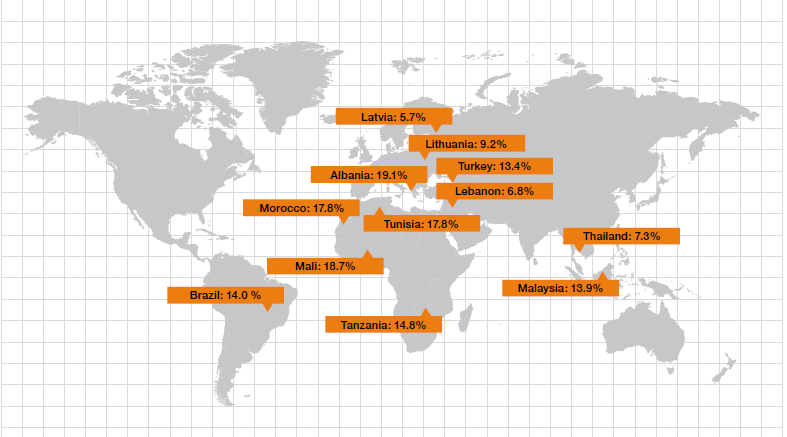 Latvia: 5.7%
Lithuania: 9.2%
Turkey: 13.4%
Albania: 19.1%
Lebanon: 6.8%
Morocco: 17.8%
Tunisia: 17.8%
Thailand: 7.3%
Mali: 18.7%
Malaysia: 13.9%
Brazil: 14.0 %
Tanzania: 14.8%